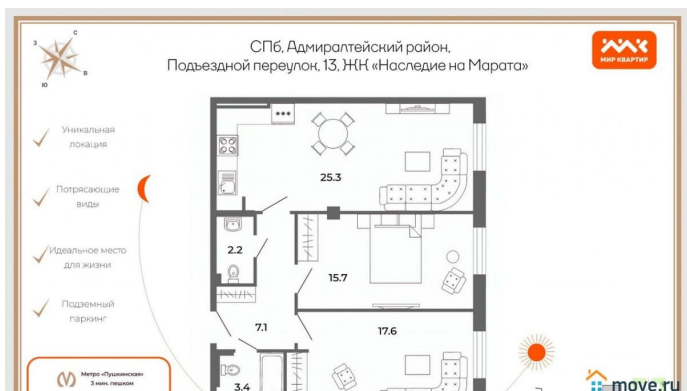 СПб, Адмиралтейский район,
Подъездной переулок, 13, ЖК «Наследие на Марата»
МИР КВАРТИР
С
З
В
Ю
Уникальная
локация
Потрясающие
виды
Идеальное место
для жизни
Подземный
паркинг
Метро «Пушкинская»
3 мин. пешком
25.3
2.2
15.7
7.1
17.6
3.4
move.ru